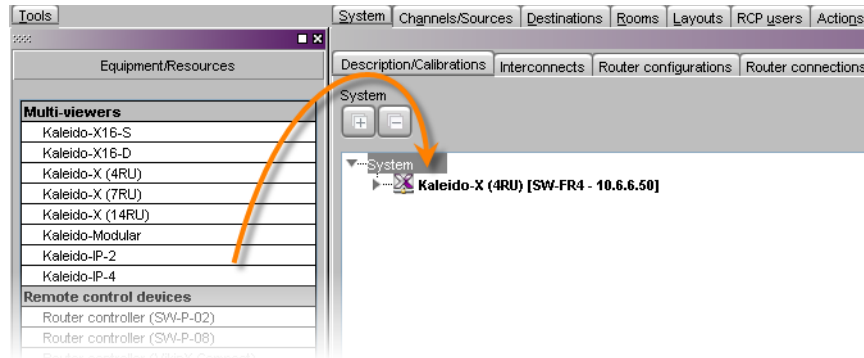 Tools
System Channels/Sources Destinations Rooms Layouts RCP users Actions
Equipment/Resources
Description/Calibrations Interconnects Router configurations Router connections
System
Multi-viewers
Kaleido-X16-S
Kaleido-X16-D
Kaleido-X (4RU)
Kaleido-X (7RU)
Kaleido-X (14RU)
Kaleido-Modular
Kaleido-IP-2
Kaleido-IP-4
Remote control devices
Router controller (SW-P-02)
Router controller (SW-P-08)
System
Kaleido-X (4RU) [SW-FR4 - 10.6.6.50]